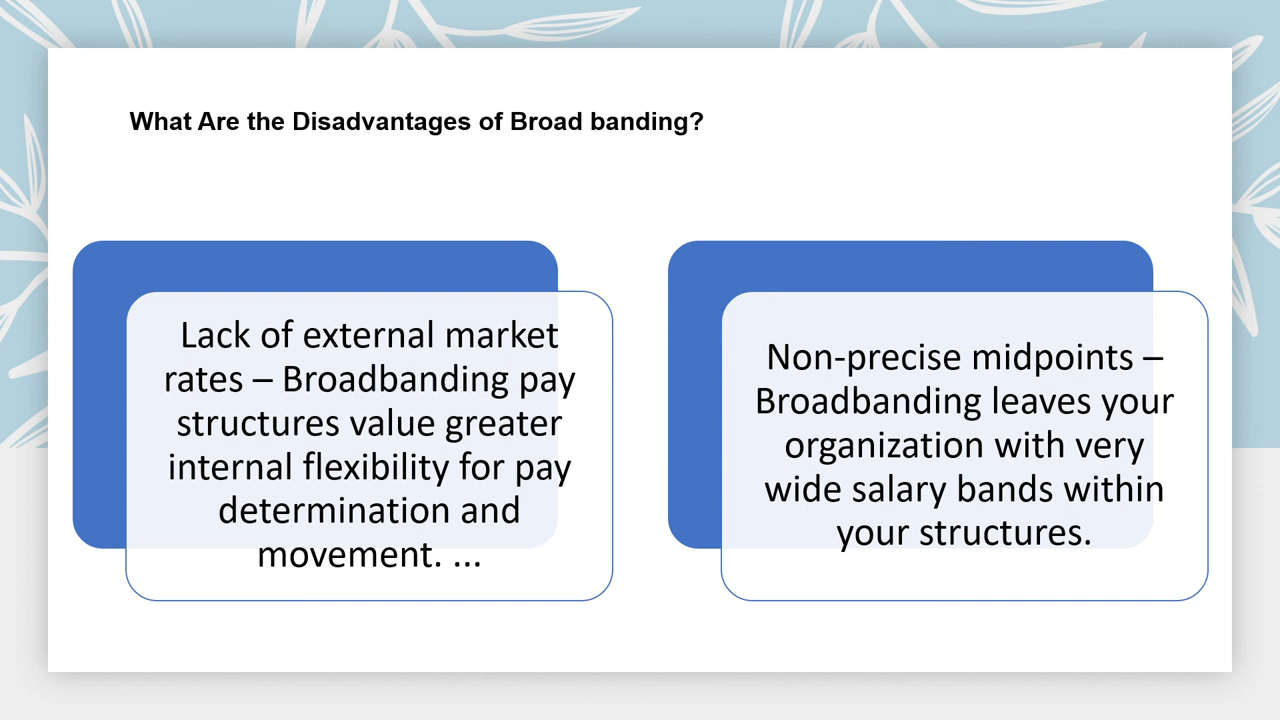 What Are the Disadvantages of Broad banding?
Lack of external market
rates – Broadbanding pay
structures value greater
internal flexibility for pay
determination and
movement. ...
Non-precise midpoints –
Broadbanding leaves your
organization with very
wide salary bands within
your structures.